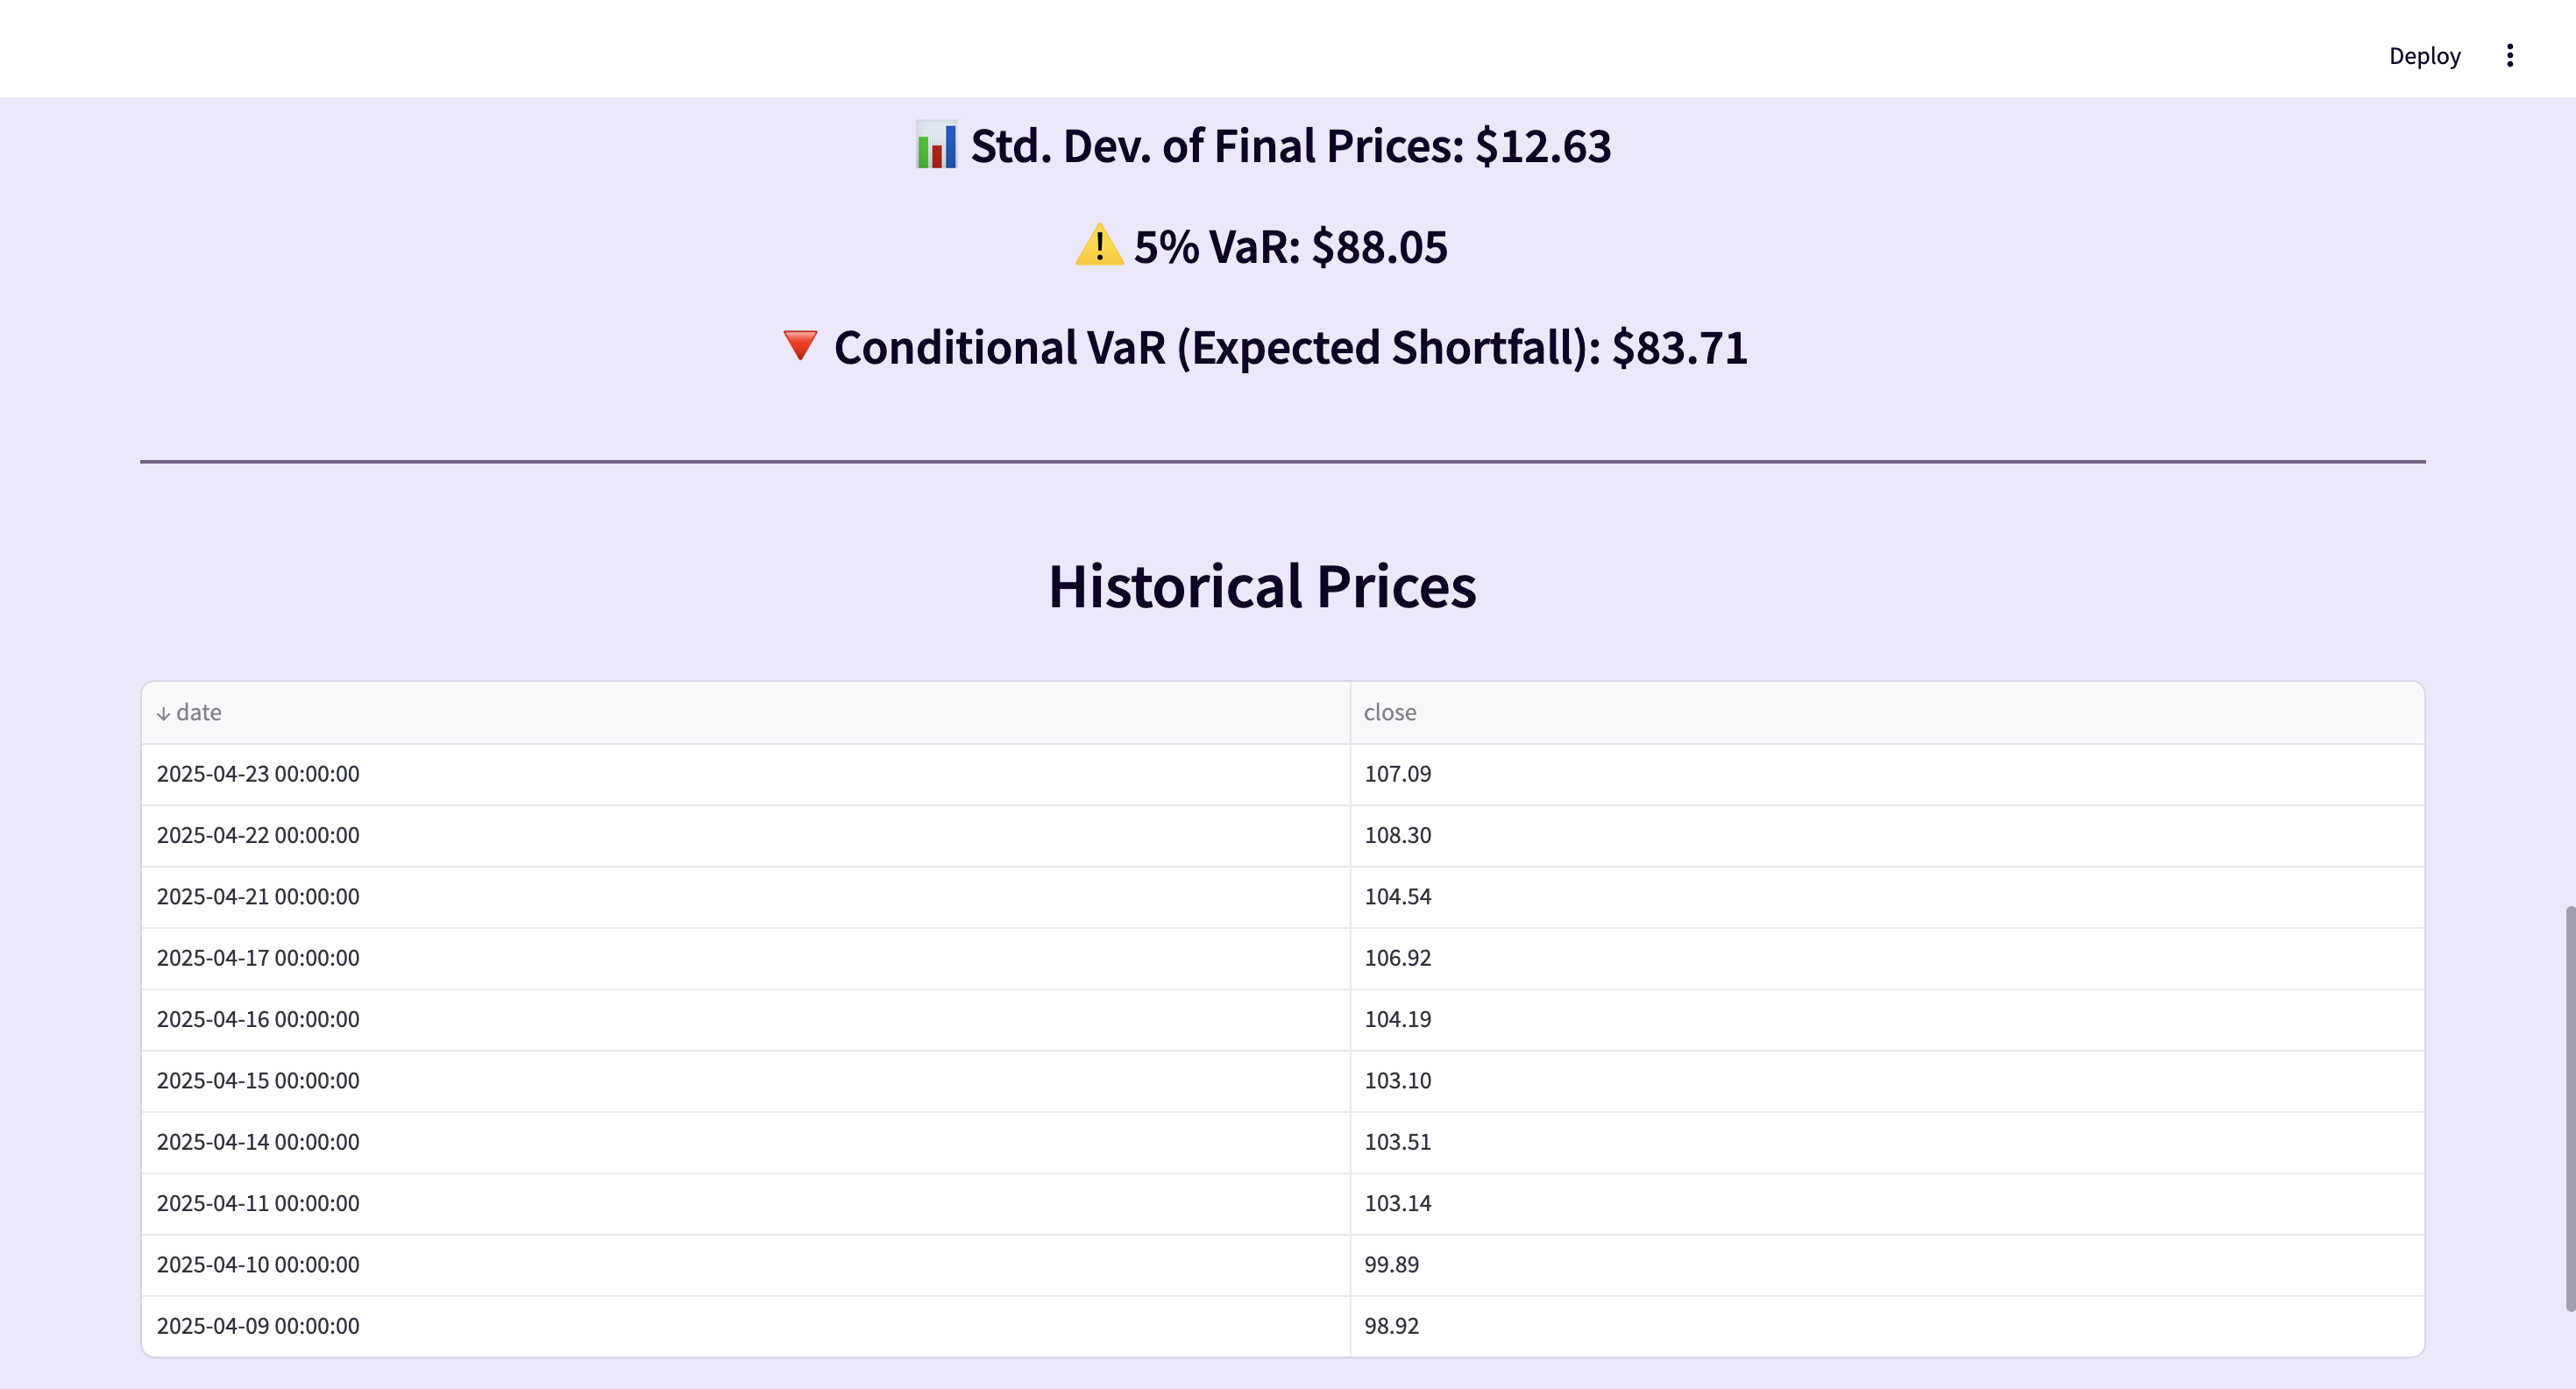 Deploy
Std. Dev. of Final Prices: $12.63
5% VaR: $88.05
Conditional VaR (Expected Shortfall): $83.71
Historical Prices
↓ date close
2025-04-23 00:00:00 107.09
2025-04-22 00:00:00 108.30
2025-04-21 00:00:00 104.54
2025-04-17 00:00:00 106.92
2025-04-16 00:00:00 104.19
2025-04-15 00:00:00 103.10
2025-04-14 00:00:00 103.51
2025-04-11 00:00:00 103.14
2025-04-10 00:00:00 99.89
2025-04-09 00:00:00 98.92